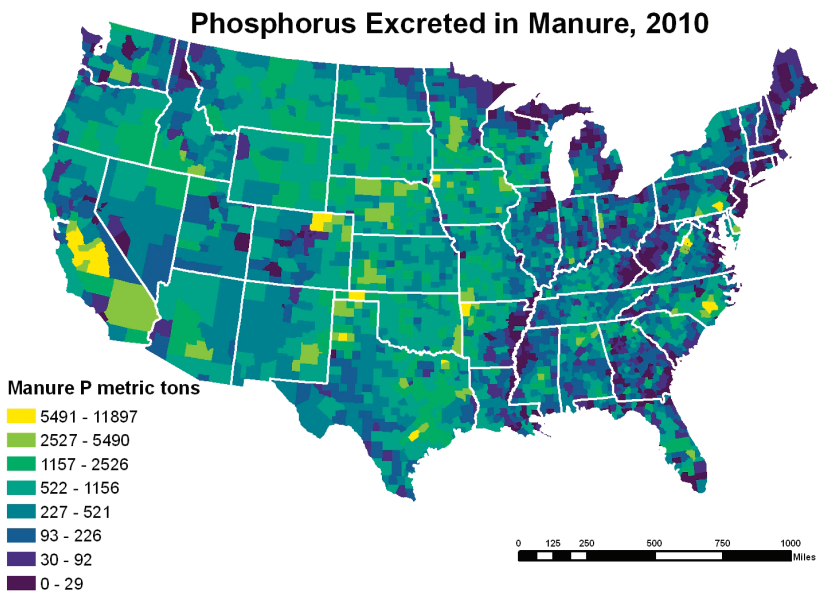 Phosphorus Excreted in Manure, 2010
Manure P metric tons
5491 - 11897
2527 - 5490
1157 - 2526
522 - 1156
227 - 521
93 - 226
30 - 92
0 - 29
0 125 250 500 750 1000
Miles